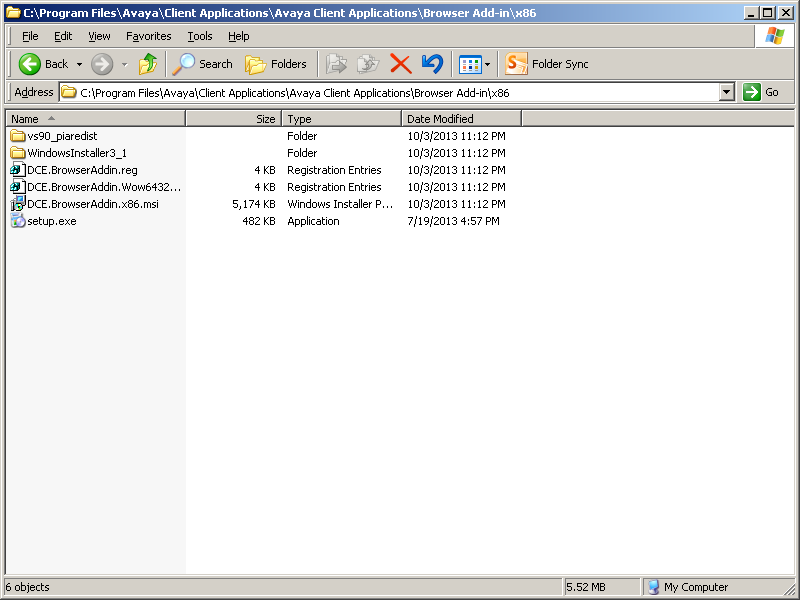 C:\Program Files\Avaya\Client Applications\Avaya Client Applications\Browser Add-in\x86
File Edit View Favorites Tools Help
Back Search Folders Folder Sync
Address C:\Program Files\Avaya\Client Applications\Avaya Client Applications\Browser Add-in\x86 Go
Name Size Type Date Modified
vs90_piaredist Folder 10/3/2013 11:12 PM
WindowsInstaller3_1 Folder 10/3/2013 11:12 PM
DCE.BrowserAddin.reg 4 KB Registration Entries 10/3/2013 11:12 PM
DCE.BrowserAddin.Wow6432... 4 KB Registration Entries 10/3/2013 11:12 PM
DCE.BrowserAddin.x86.msi 5,174 KB Windows Installer P... 10/3/2013 11:12 PM
setup.exe 482 KB Application 7/19/2013 4:57 PM
6 objects 5.52 MB My Computer